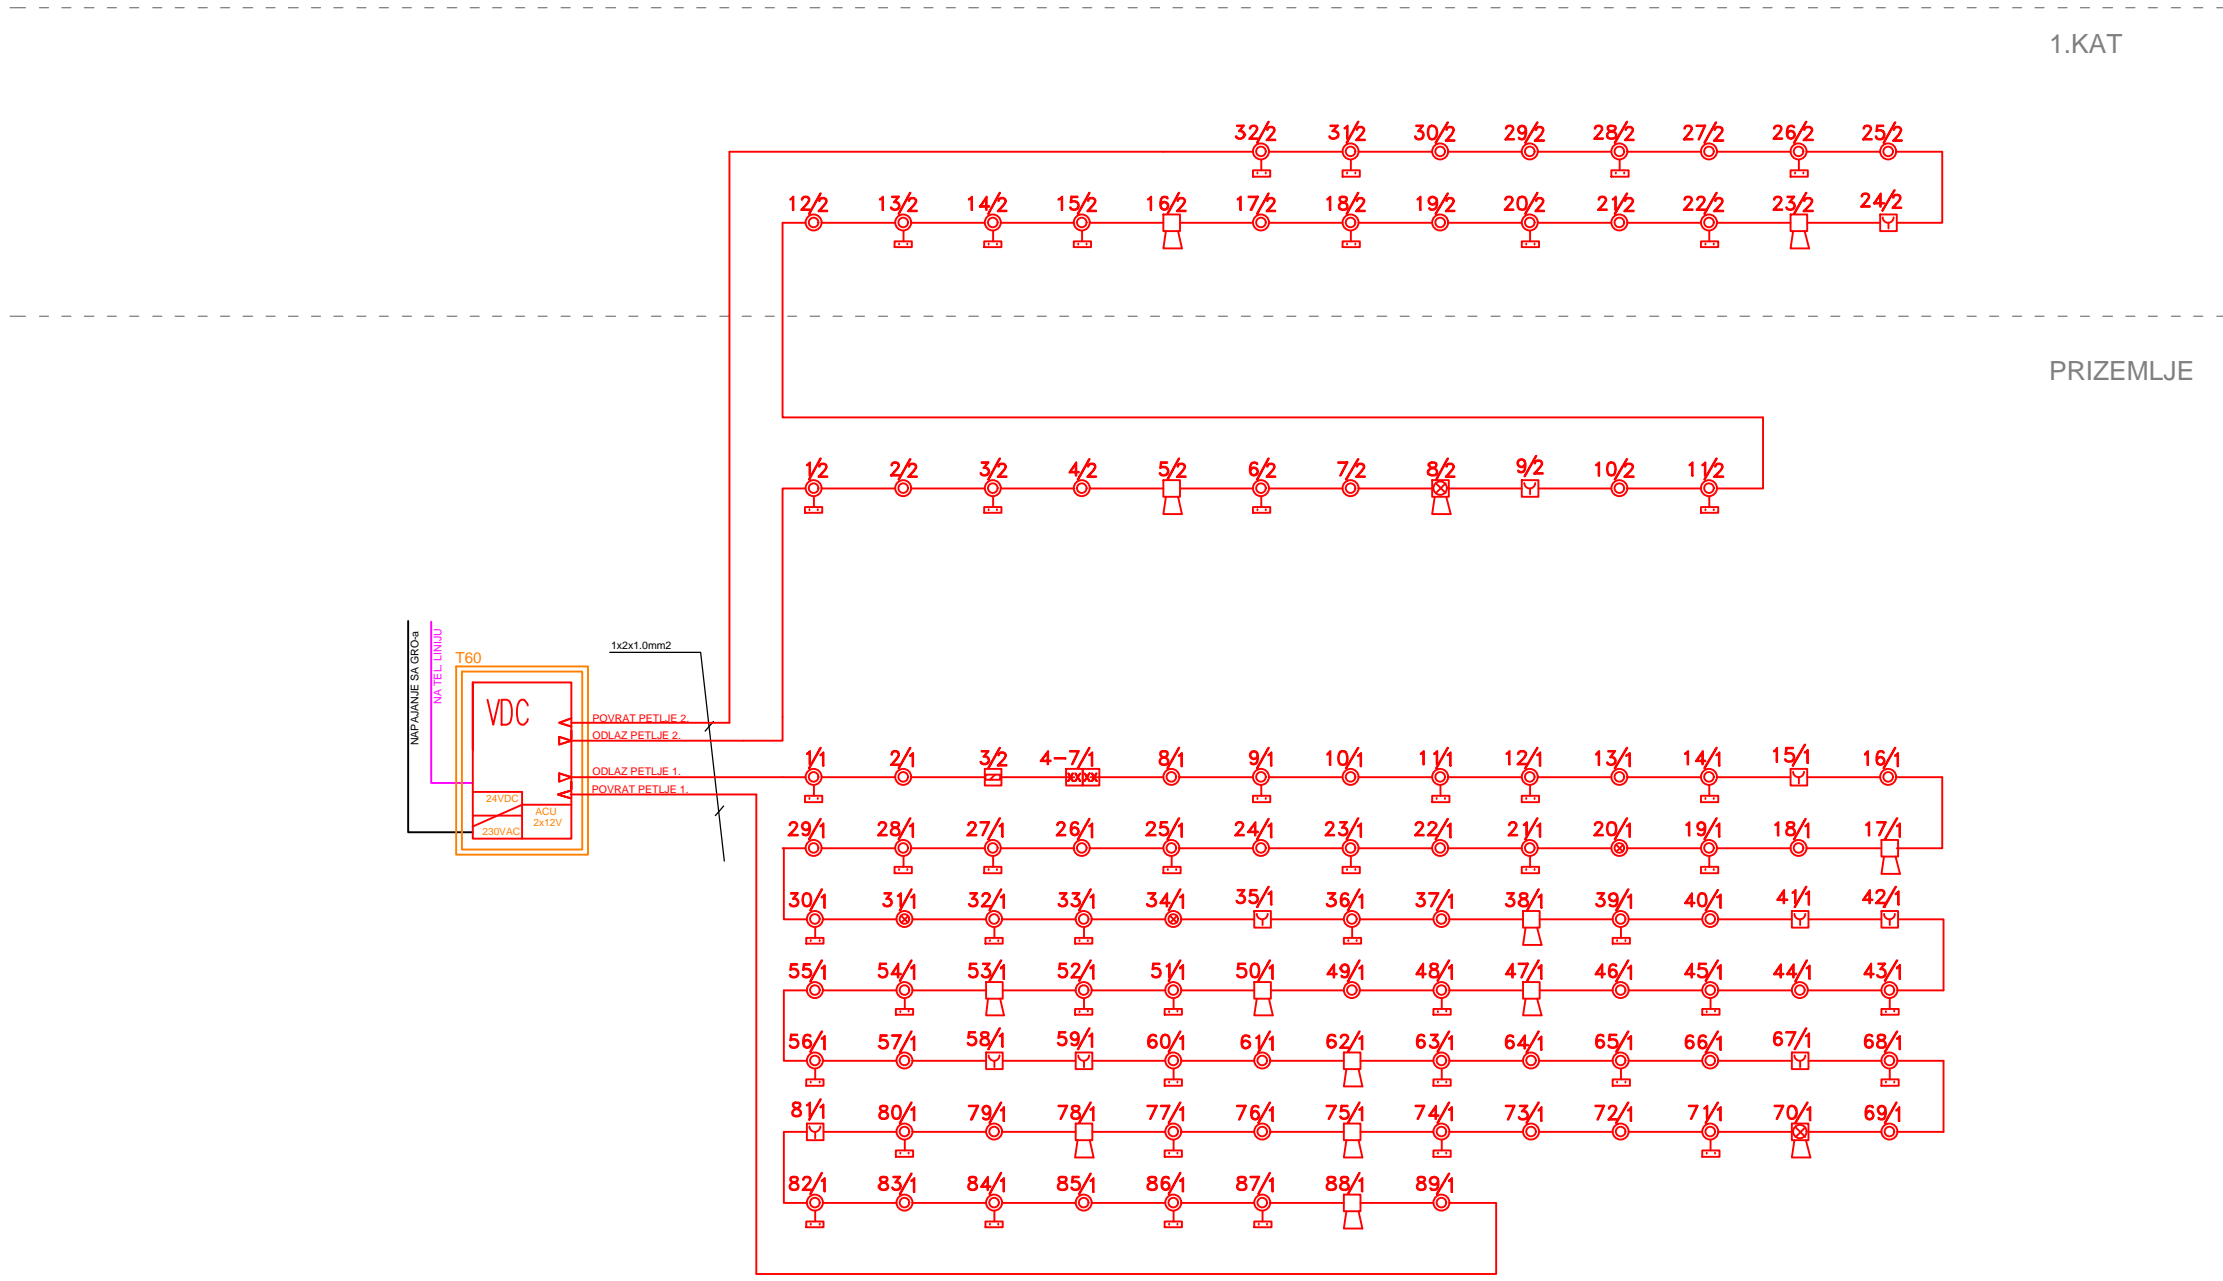 1.KAT
32/2 31/2 30/2 29/2 28/2 27/2 26/2 25/2
12/2 13/2 14/2 15/2 16/2 17/2 18/2 19/2 20/2 21/2 22/2 23/2 24/2
PRIZEMLJE
1/2 2/2 3/2 4/2 5/2 6/2 7/2 8/2 9/2 10/2 11/2
NAPAJANJE SA GRO-a
NA TEL. LINIJU
T60
1x2x1.0mm2
VDC
POVRAT PETLJE 2.
ODLAZ PETLJE 2.
ODLAZ PETLJE 1.
POVRAT PETLJE 1.
24VDC
ACU
2x12V
230VAC
1/1 2/1 3/2 4-7/1 8/1 9/1 10/1 11/1 12/1 13/1 14/1 15/1 16/1
XX XX
29/1 28/1 27/1 26/1 25/1 24/1 23/1 22/1 21/1 20/1 19/1 18/1 17/1
30/1 31/1 32/1 33/1 34/1 35/1 36/1 37/1 38/1 39/1 40/1 41/1 42/1
55/1 54/1 53/1 52/1 51/1 50/1 49/1 48/1 47/1 46/1 45/1 44/1 43/1
56/1 57/1 58/1 59/1 60/1 61/1 62/1 63/1 64/1 65/1 66/1 67/1 68/1
81/1 80/1 79/1 78/1 77/1 76/1 75/1 74/1 73/1 72/1 71/1 70/1 69/1
82/1 83/1 84/1 85/1 86/1 87/1 88/1 89/1